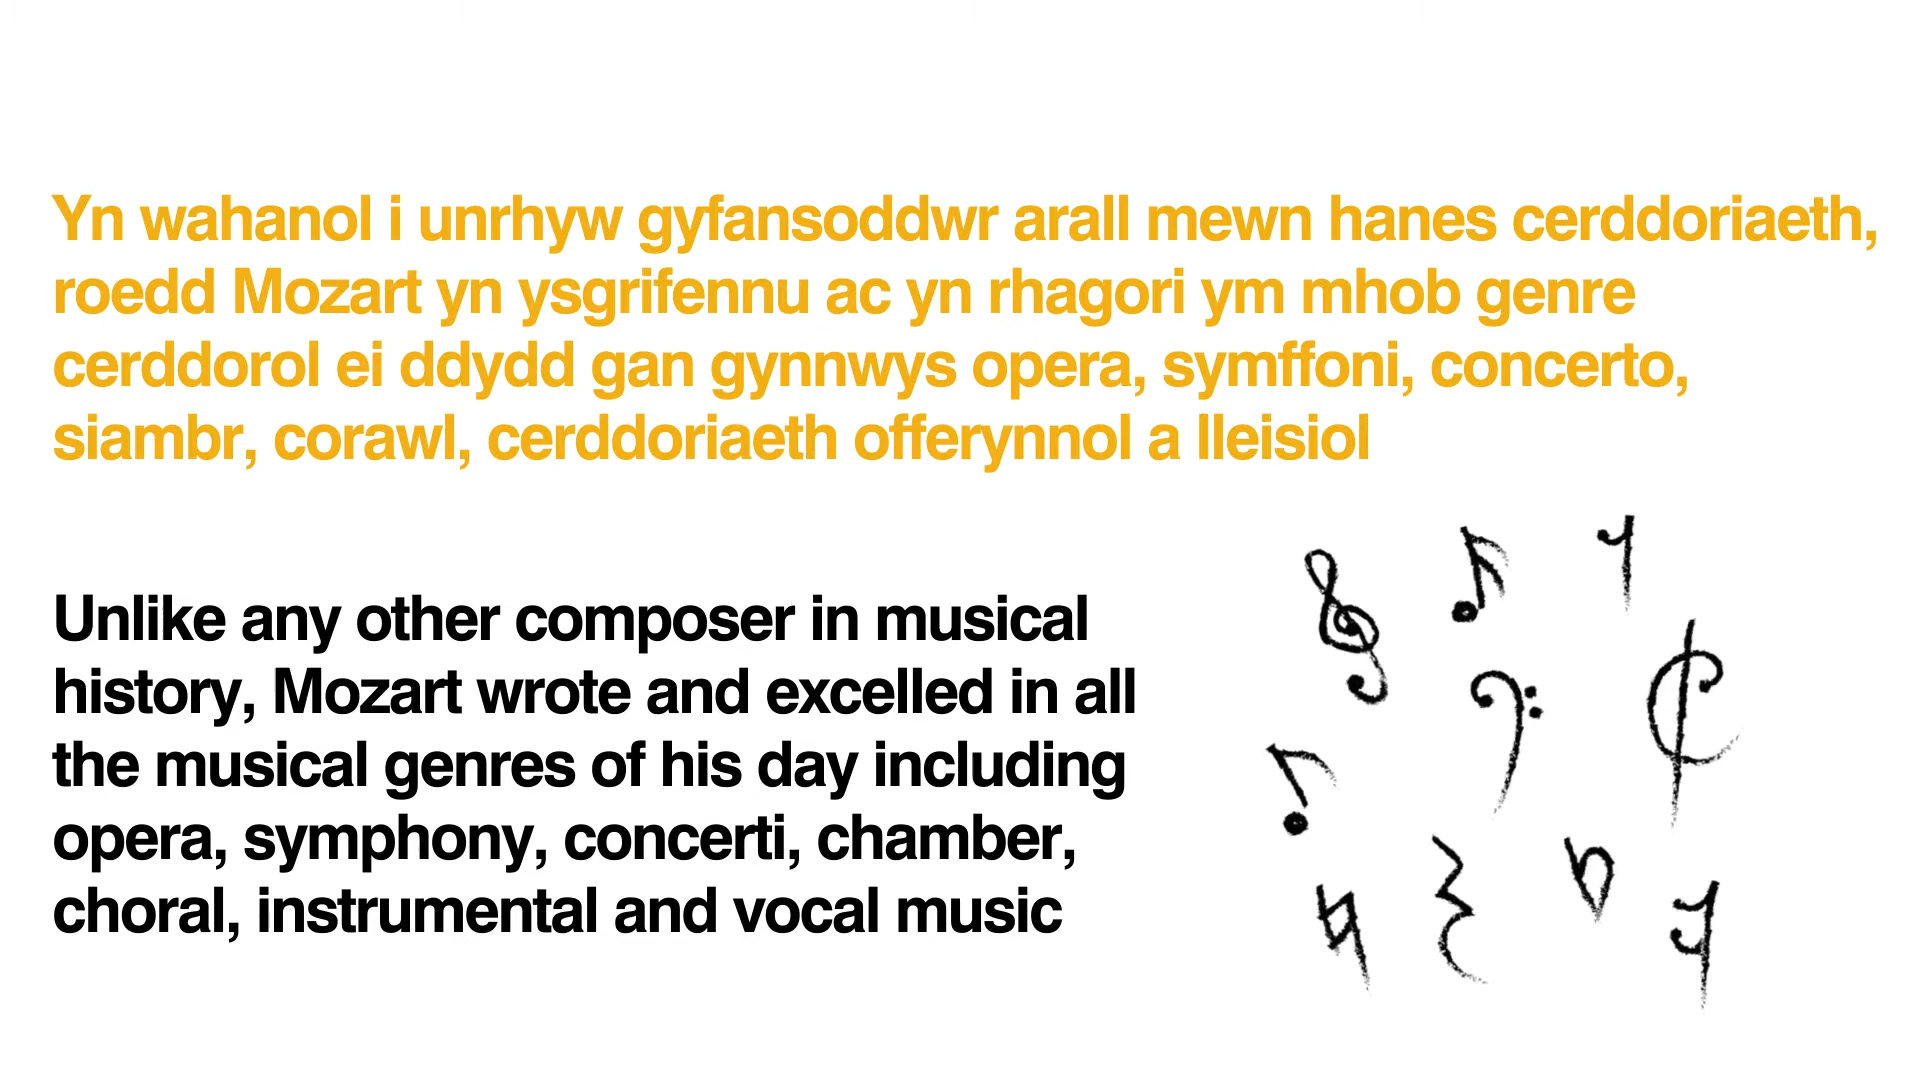 Yn wahanol i unrhyw gyfansoddwr arall mewn hanes cerddoriaeth,
roedd Mozart yn ysgrifennu ac yn rhagori ym mhob genre
cerddorol ei ddydd gan gynnwys opera, symffoni, concerto,
siambr, corawl, cerddoriaeth offerynnol a lleisiol
Unlike any other composer in musical
history, Mozart wrote and excelled in all
the musical genres of his day including
opera, symphony, concerti, chamber,
choral, instrumental and vocal music